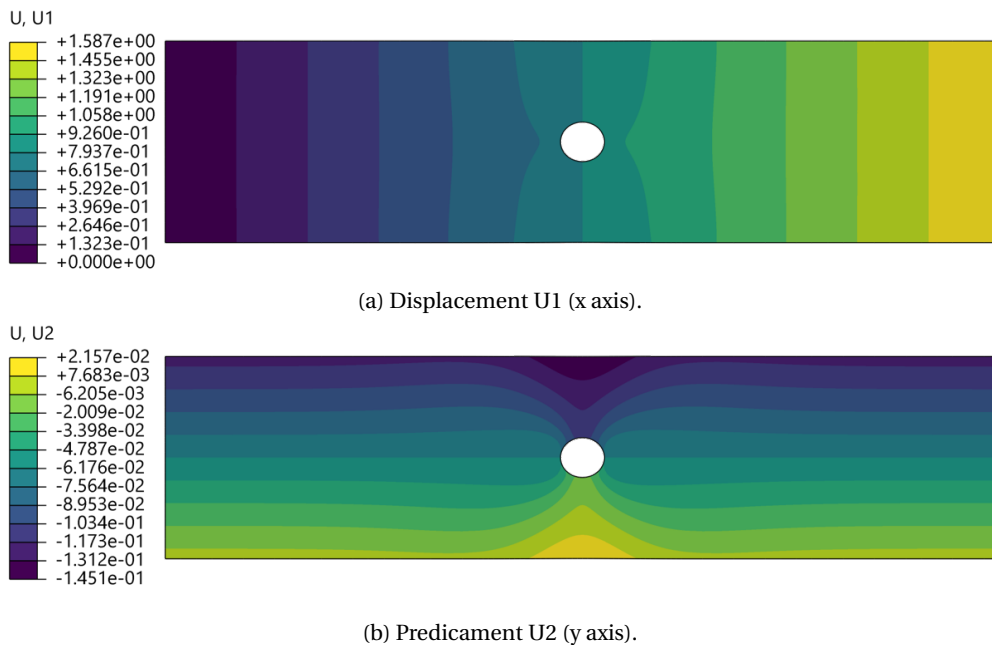 U, U1
+1.587e+00
+1.455e+00
+1.323e+00
+1.191e+00
+1.058e+00
+9.260e-01
+7.937e-01
+6.615e-01
+5.292e-01
+3.969e-01
+2.646e-01
+1.323e-01
+0.000e+00
(a) Displacement U1 (x axis).
U, U2
+2.157e-02
+7.683e-03
-6.205e-03
-2.009e-02
-3.398e-02
-4.787e-02
-6.176e-02
-7.564e-02
-8.953e-02
-1.034e-01
-1.173e-01
-1.312e-01
-1.451e-01
(b) Predicament U2 (y axis).